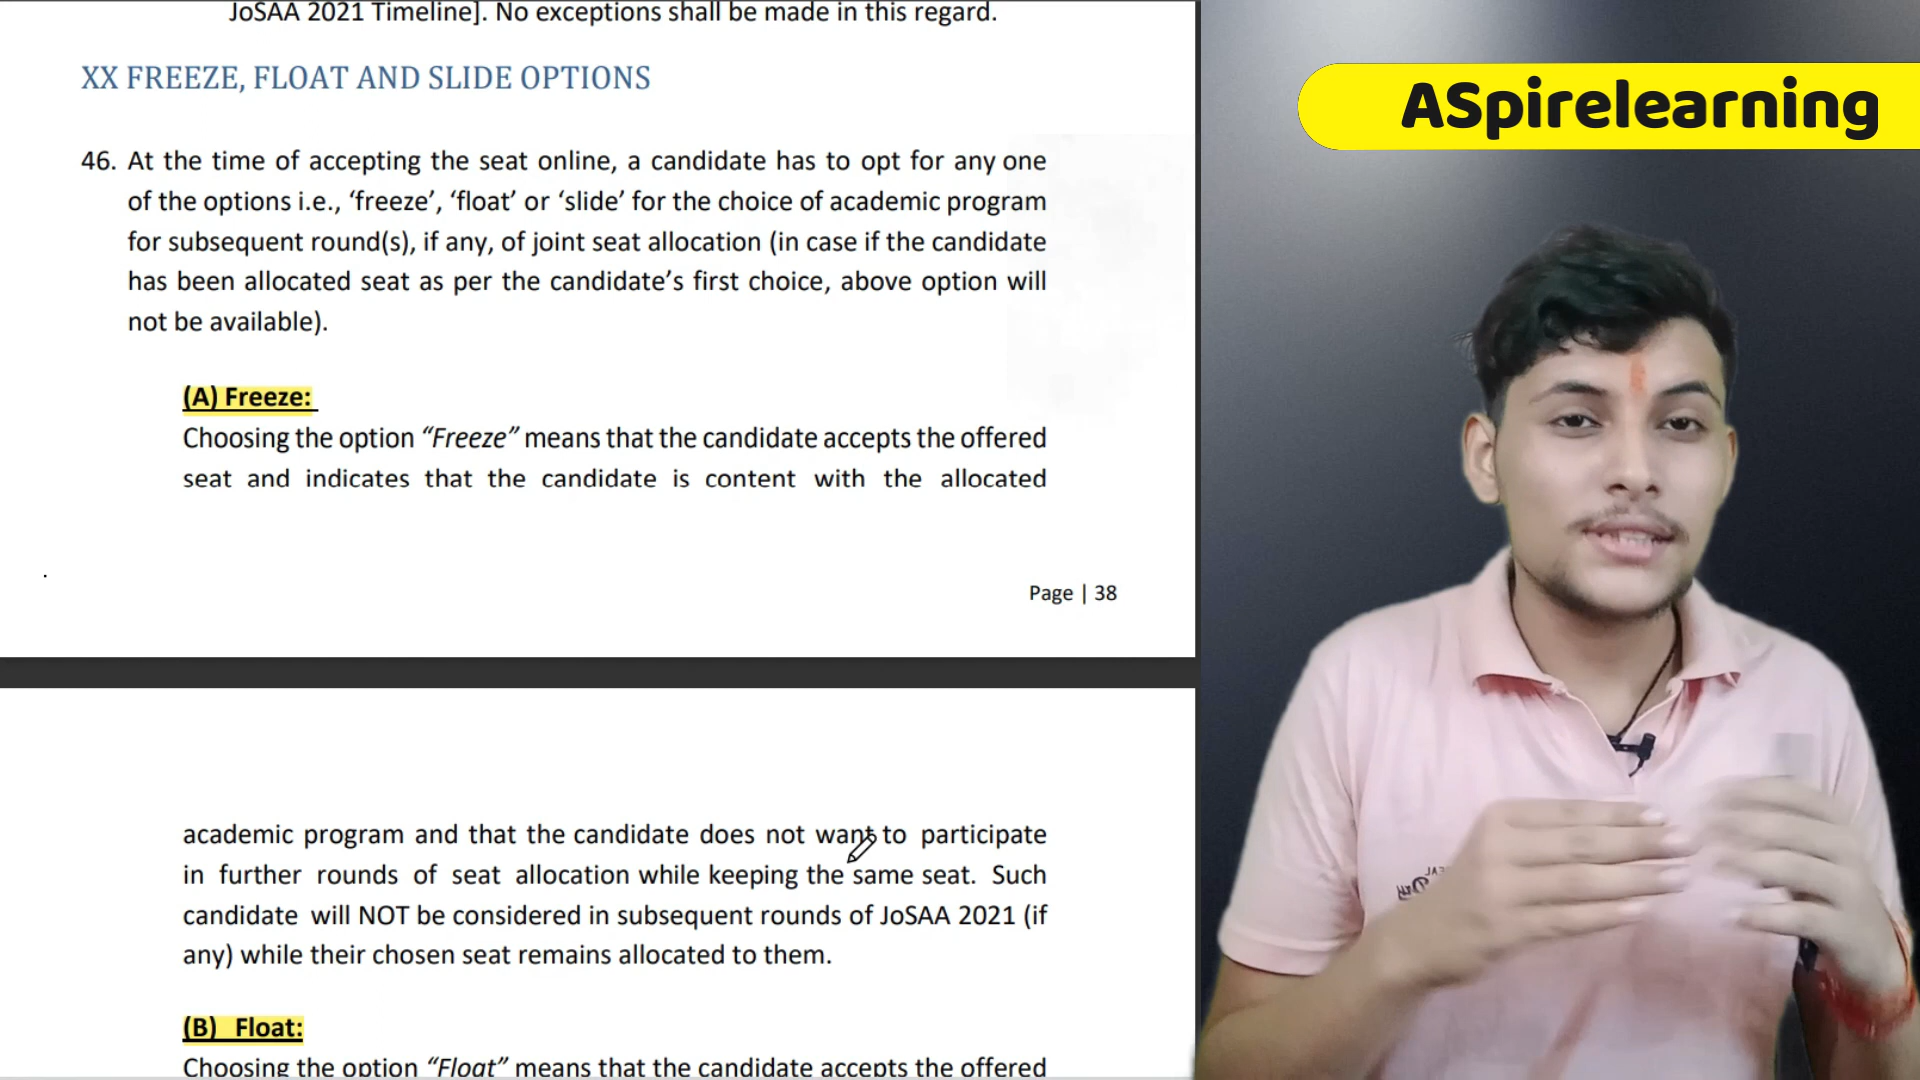 JoSAA 2021 Timeline]. No exceptions shall be made in this regard.
XX FREEZE, FLOAT AND SLIDE OPTIONS
46. At the time of accepting the seat online, a candidate has to opt for any one
of the options i.e., ‘freeze’, ‘float’ or ‘slide’ for the choice of academic program
for subsequent round(s), if any, of joint seat allocation (in case if the candidate
has been allocated seat as per the candidate’s first choice, above option will
not be available).
(A) Freeze:
Choosing the option “Freeze” means that the candidate accepts the offered
seat and indicates that the candidate is content with the allocated
Page | 38
academic program and that the candidate does not want to participate
in further rounds of seat allocation while keeping the same seat. Such
candidate will NOT be considered in subsequent rounds of JoSAA 2021 (if
any) while their chosen seat remains allocated to them.
(B) Float:
Choosing the option “Float” means that the candidate accepts the offered
ASpirelearning